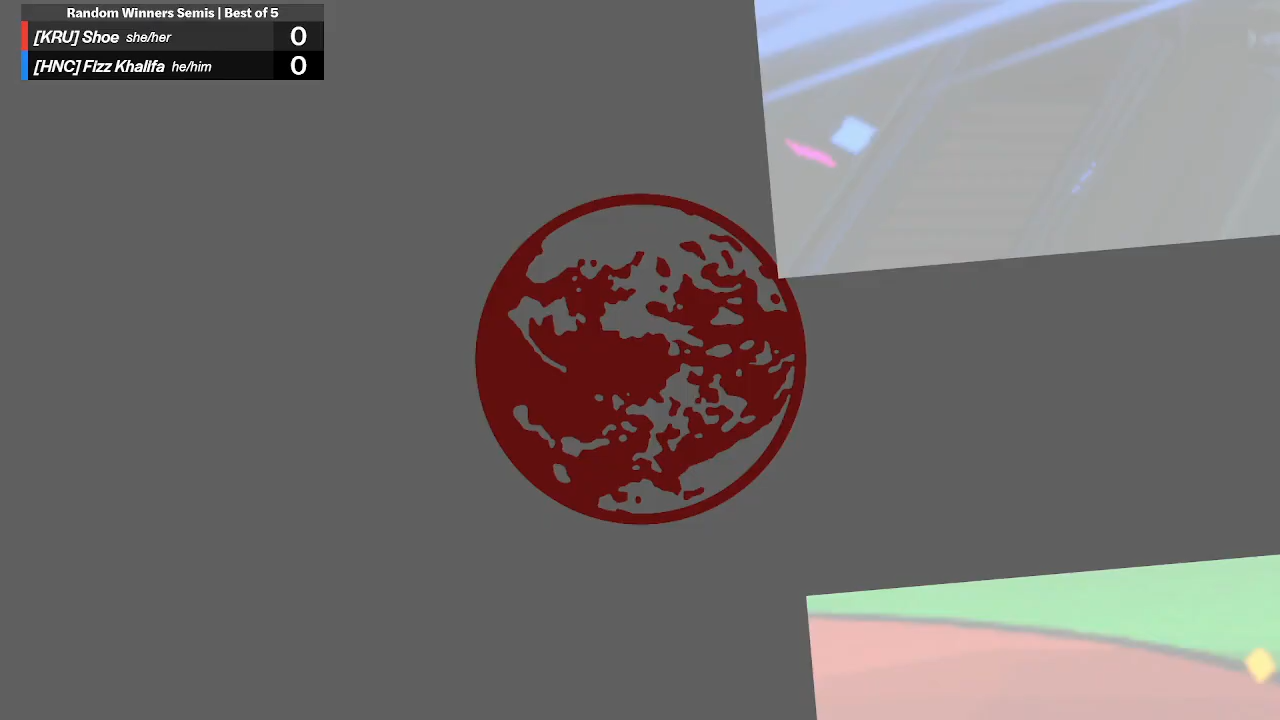 Random Winners Semis | Best of 5
[KRU] Shoe she/her 0
[HNC] Fizz Khalifa he/him 0